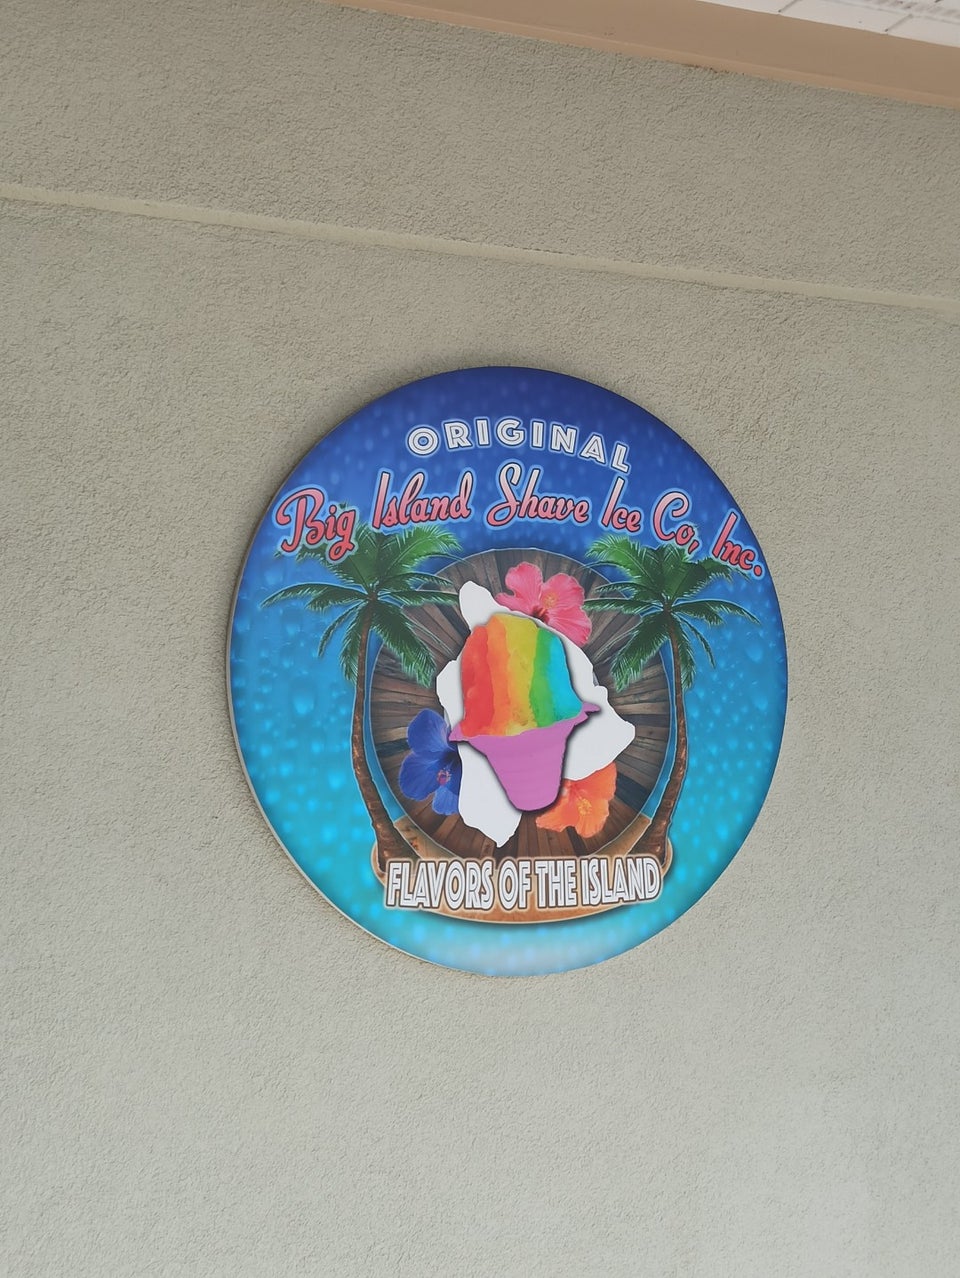 ORIGINAL
Big Island Shave Ice Co, Inc.
FLAVORS OF THE ISLAND